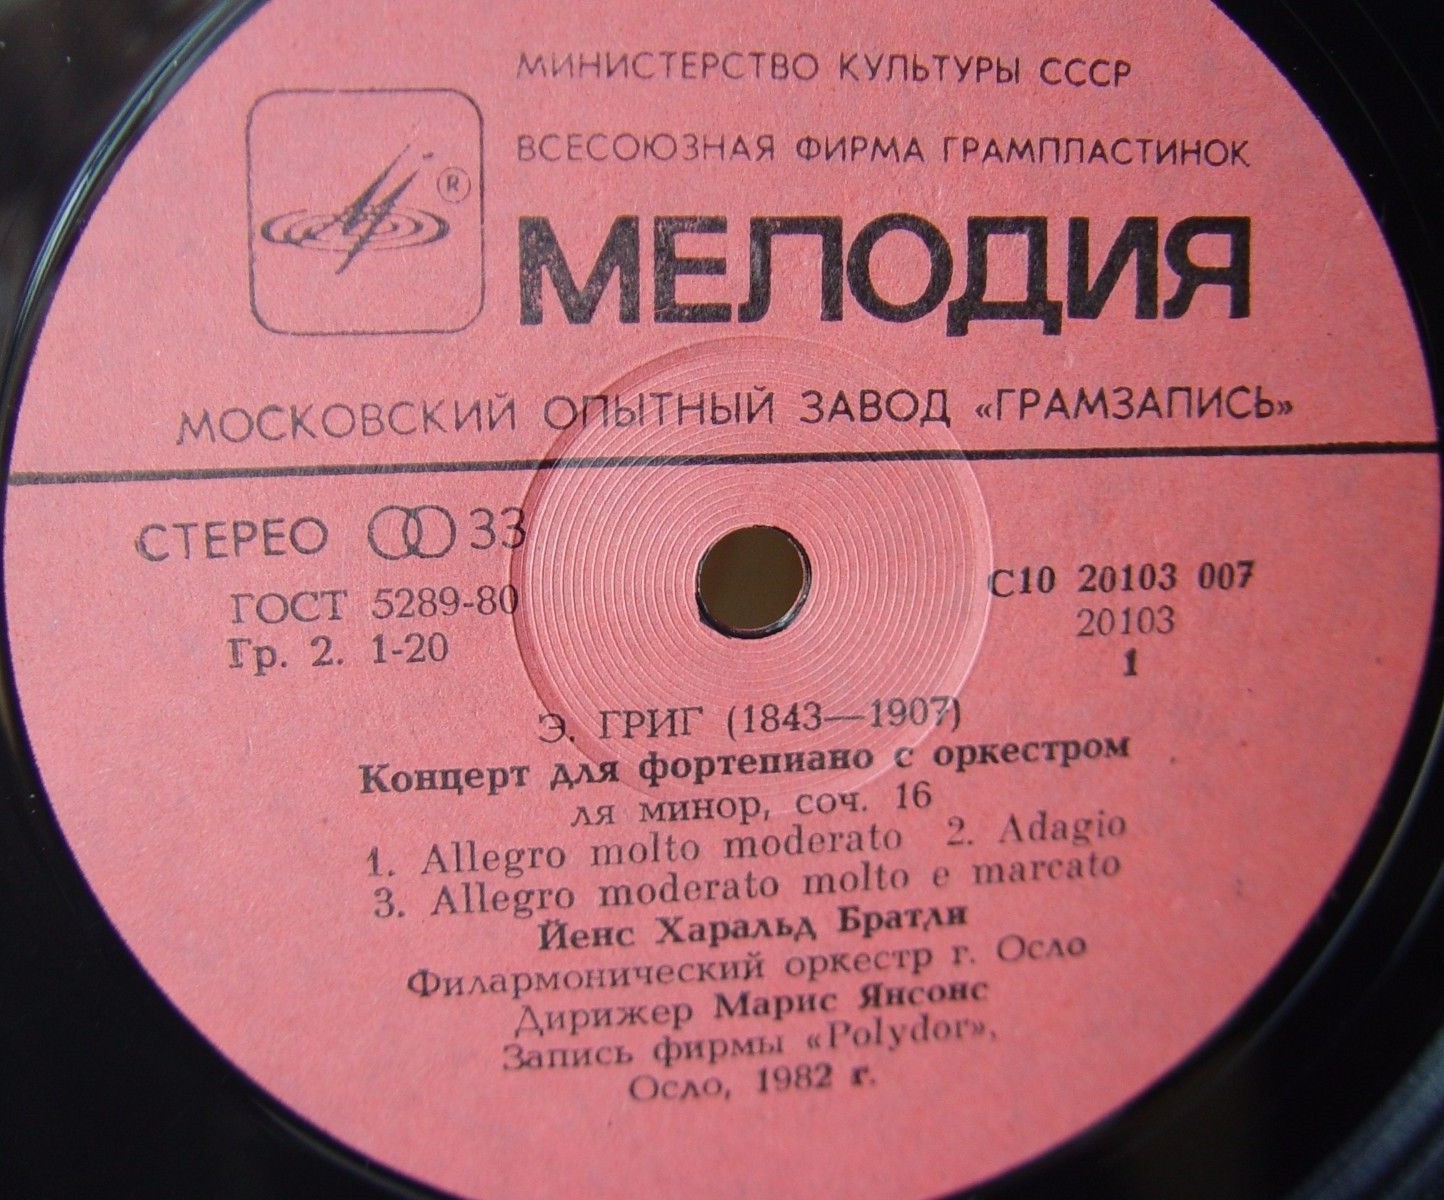 МИНИСТЕРСТВО КУЛЬТУРЫ СССР
ВСЕСОЮЗНАЯ ФИРМА ГРАМПЛАСТИНОК
®
МЕЛОДИЯ
МОСКОВСКИЙ ОПЫТНЫЙ ЗАВОД «ГРАМЗАПИСЬ»
СТЕРЕО 33
ГОСТ 5289-80
Гр. 2. 1-20
С10 20103 007
20103
1
Э. ГРИГ (1843—1907)
Концерт для фортепиано с оркестром
ля минор, соч. 16
1. Allegro molto moderato 2. Adagio
3. Allegro moderato molto e marcato
Йенс Харальд Братли
Филармонический оркестр г. Осло
Дирижер Марис Янсонс
Запись фирмы «Polydor»,
Осло, 1982 г.